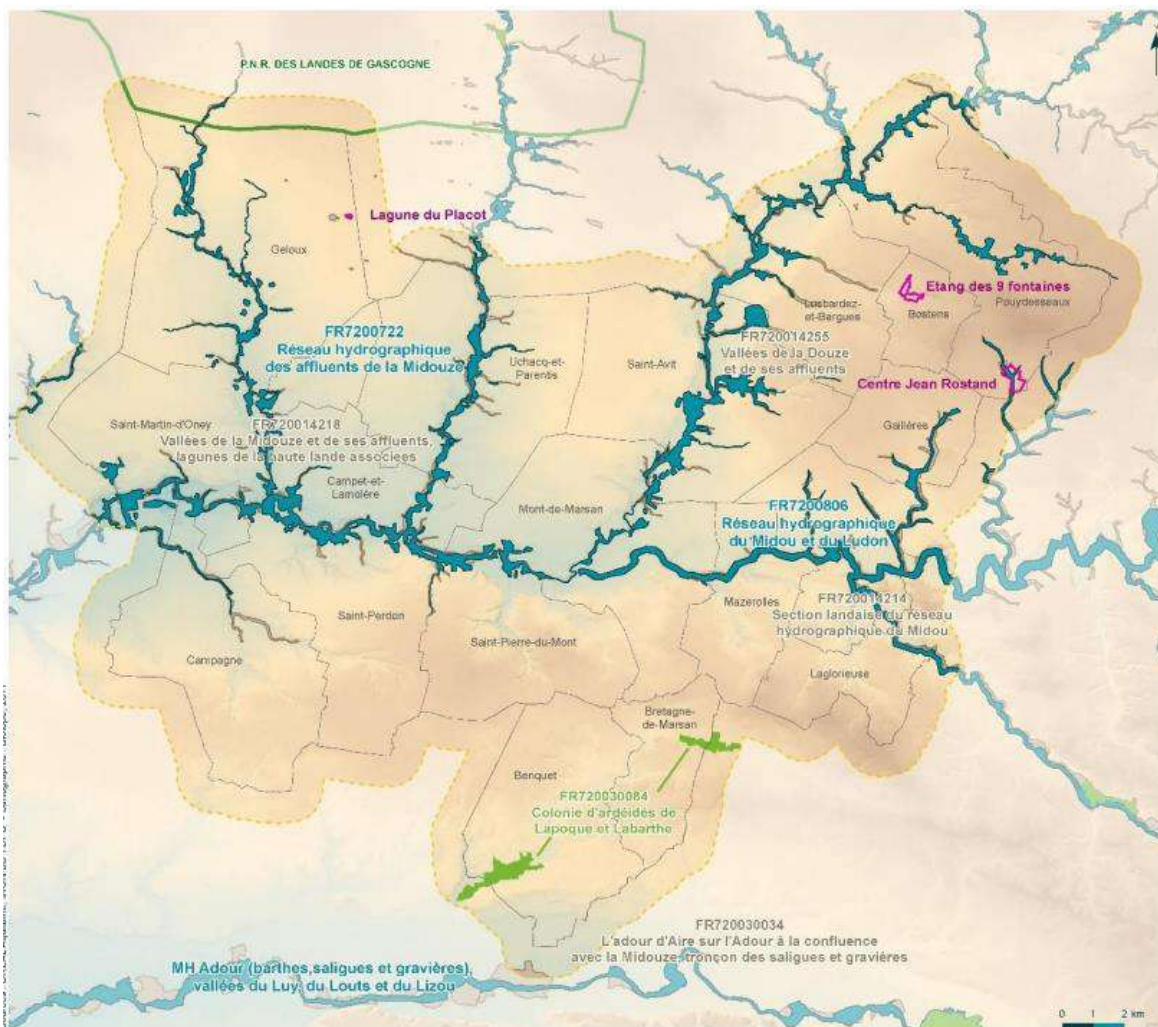 P.N.R. DES LANDES DE GASCOGNE
Lagune du Placot
Geloux
Etang des 9 fontaines
Lucbardez-
et-Bargues
Bostens
Pouydesseaux
FR7200722
Réseau hydrographique
des affluents de la Midouze
Uchacq-et-
Parentis
Saint-Avit
FR720014255
Vallées de la Douze
et de ses affluents
Centre Jean Rostand
Saint-Martin-d'Oney
FR720014218
Vallées de la Midouze et de ses affluents,
lagunes de la haute lande associées
Gaillères
Campet-et-
Lamolère
Mont-de-Marsan
FR7200806
Réseau hydrographique
du Midou et du Ludon
Saint-Perdon
Mazerolles
FR720014214
Section landaise du réseau
hydrographique du Midou
Saint-Pierre-du-Mont
Campagne
Laglorieuse
Bretagne-
de-Marsan
Benquet
FR720030084
Colonie d'ardéidés de
Lapoque et Labarthe
FR720030034
L'adour d'Aire sur l'Adour à la confluence
avec la Midouze, tronçon des saligues et gravières
MH Adour (barthes,saligues et gravières),
vallées du Luy, du Louts et du Lizou
0 1 2 km